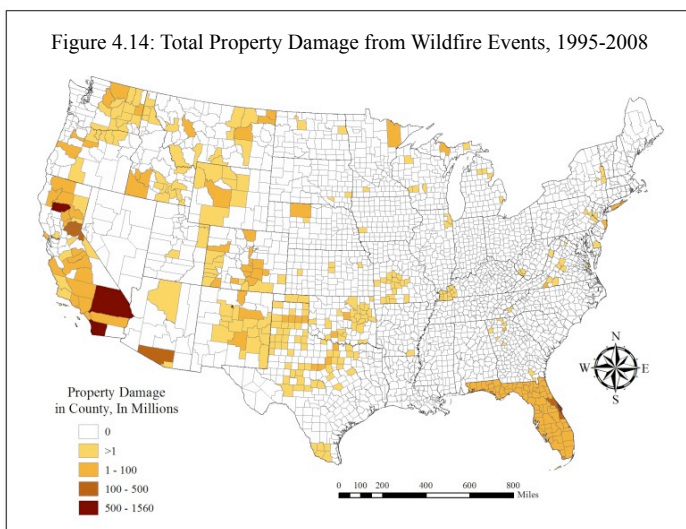 Figure 4.14: Total Property Damage from Wildfire Events, 1995-2008
N
W E
S
Property Damage
in County, In Millions
0
>1
1 - 100
100 - 500
500 - 1560
0 100 200 400 600 800
Miles